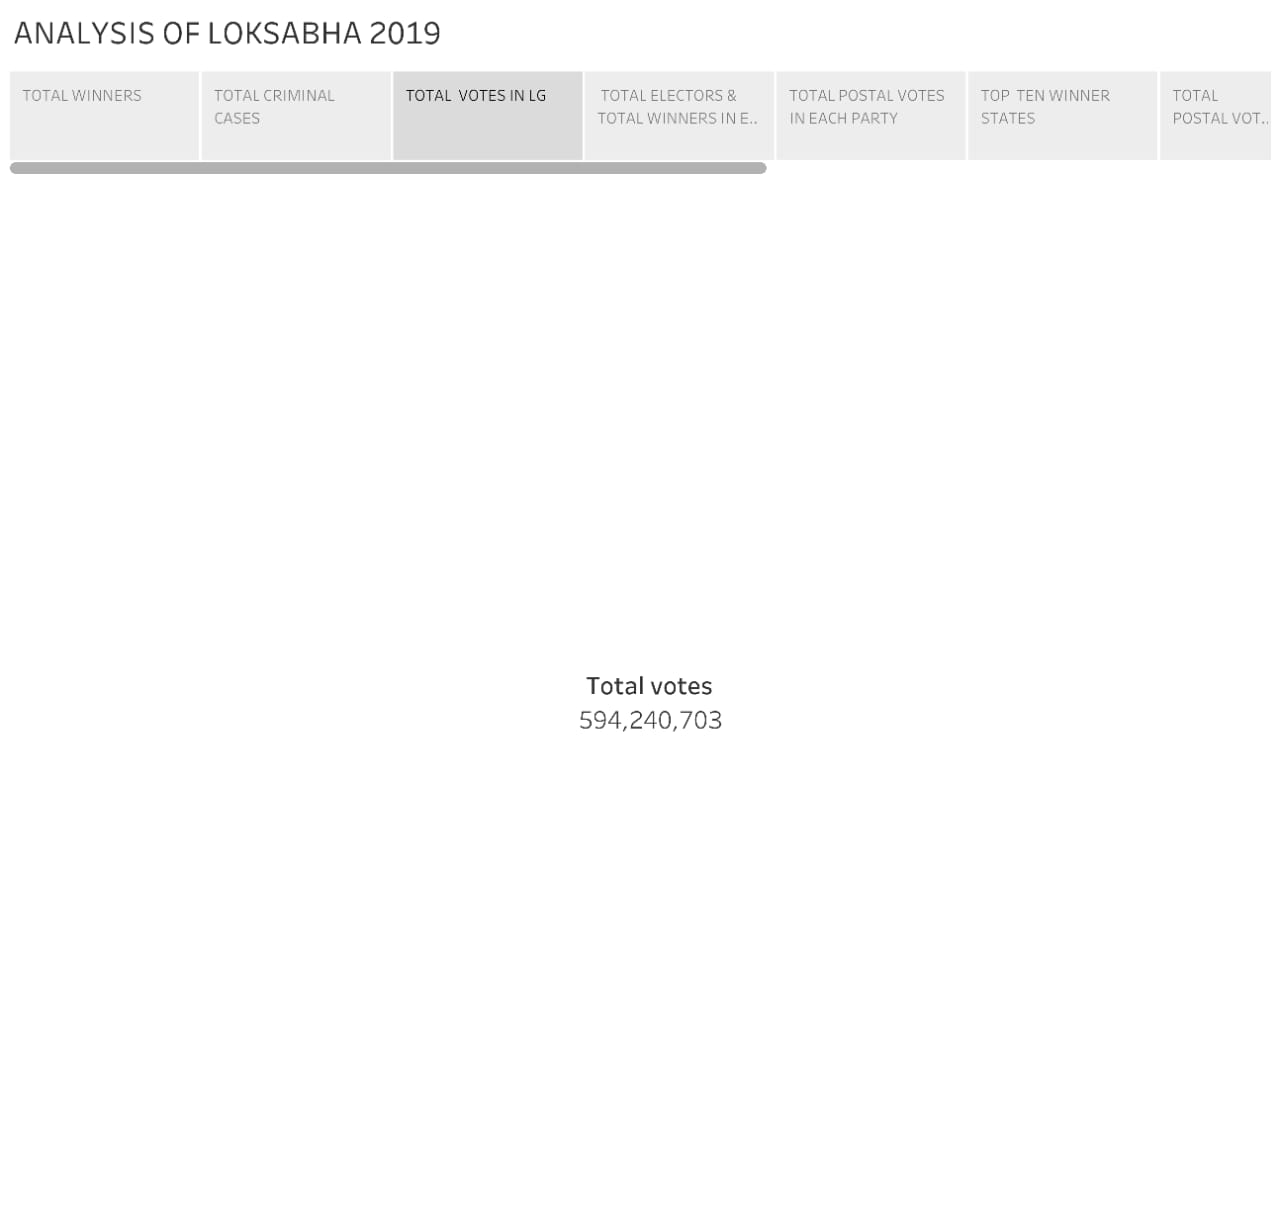 ANALYSIS OF LOKSABHA 2019
TOTAL WINNERS
TOTAL CRIMINAL
CASES
TOTAL VOTES IN LG
TOTAL ELECTORS &
TOTAL WINNERS IN E..
TOTAL POSTAL VOTES
IN EACH PARTY
TOP TEN WINNER
STATES
TOTAL
POSTAL VOT..
Total votes
594,240,703